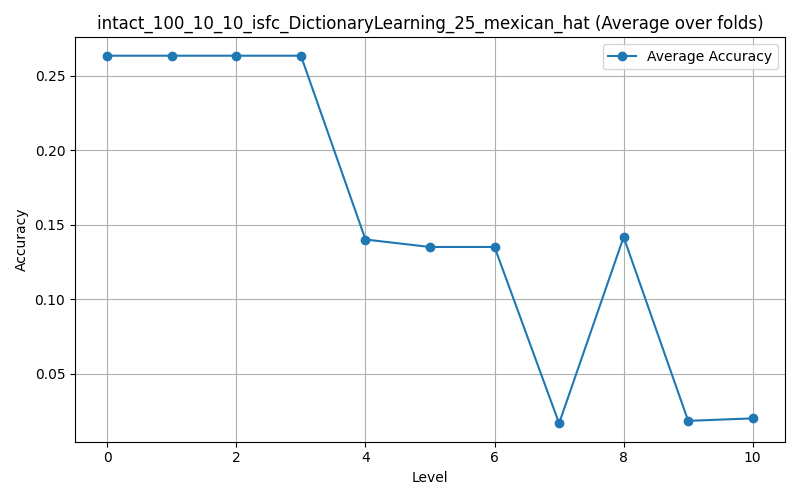 intact_100_10_10_isfc_DictionaryLearning_25_mexican_hat (Average over folds)
Average Accuracy
0.25
0.20
0.15
0.10
0.05
Accuracy
0 2 4 6 8 10
Level